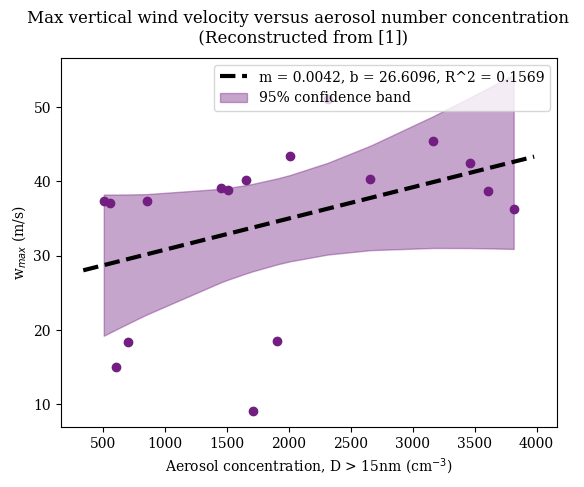 Max vertical wind velocity versus aerosol number concentration
(Reconstructed from [1])
m = 0.0042, b = 26.6096, R^2 = 0.1569
95% confidence band
w_{max} (m/s)
50
40
30
20
10
500 1000 1500 2000 2500 3000 3500 4000
Aerosol concentration, D > 15nm (cm^{-3})